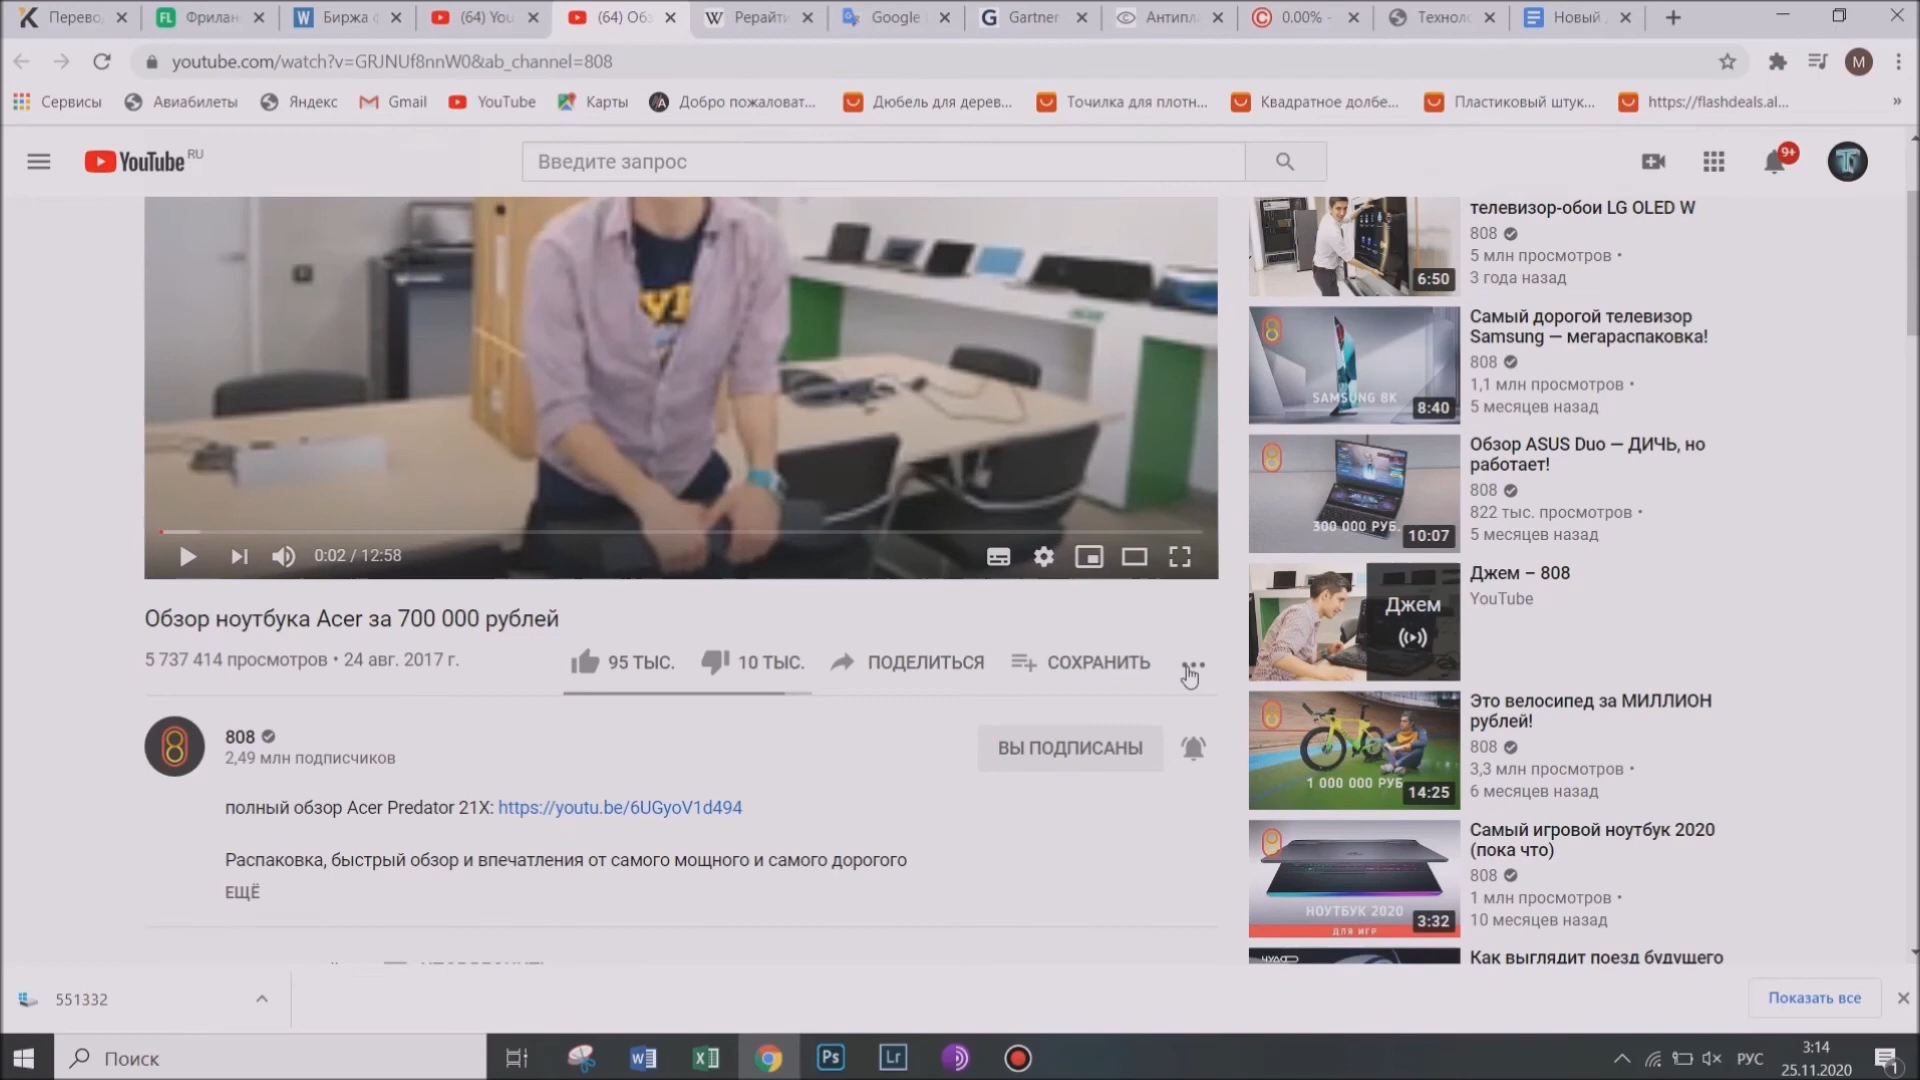 Перево
Фрилан
Биржа ф
(64) You
(64) Обз
Рерайти
Google
Gartner
Антипла
0.00% -
Технол
Новый
youtube.com/watch?v=GRJNUf8nnW0&ab_channel=808
M
Сервисы
Авиабилеты
Яндекс
Gmail
YouTube
Карты
Добро пожаловат...
Дюбель для дерев...
Точилка для плотн...
Квадратное долбе...
Пластиковый штук...
https://flashdeals.al...
YouTube RU
Введите запрос
9+
0:02 / 12:58
Обзор ноутбука Acer за 700 000 рублей
5 737 414 просмотров • 24 авг. 2017 г.
95 ТЫС.
10 ТЫС.
ПОДЕЛИТЬСЯ
СОХРАНИТЬ
808
2,49 млн подписчиков
ВЫ ПОДПИСАНЫ
полный обзор Acer Predator 21X: https://youtu.be/6UGyoV1d494
Распаковка, быстрый обзор и впечатления от самого мощного и самого дорогого
ЕЩЁ
6:50
телевизор-обои LG OLED W
808
5 млн просмотров •
3 года назад
SAMSUNG 8K
8:40
Самый дорогой телевизор
Samsung — мегараспаковка!
808
1,1 млн просмотров •
5 месяцев назад
300 000 РУБ.
10:07
Обзор ASUS Duo — ДИЧЬ, но
работает!
808
822 тыс. просмотров •
5 месяцев назад
Джем
Джем – 808
YouTube
1 000 000 РУБ
14:25
Это велосипед за МИЛЛИОН
рублей!
808
3,3 млн просмотров •
6 месяцев назад
НОУТБУК 2020
ДЛЯ ИГР
3:32
Самый игровой ноутбук 2020
(пока что)
808
1 млн просмотров •
10 месяцев назад
Как выглядит поезд будущего
551332
Показать все
Поиск
Ps
Lr
РУС
3:14
25.11.2020
1